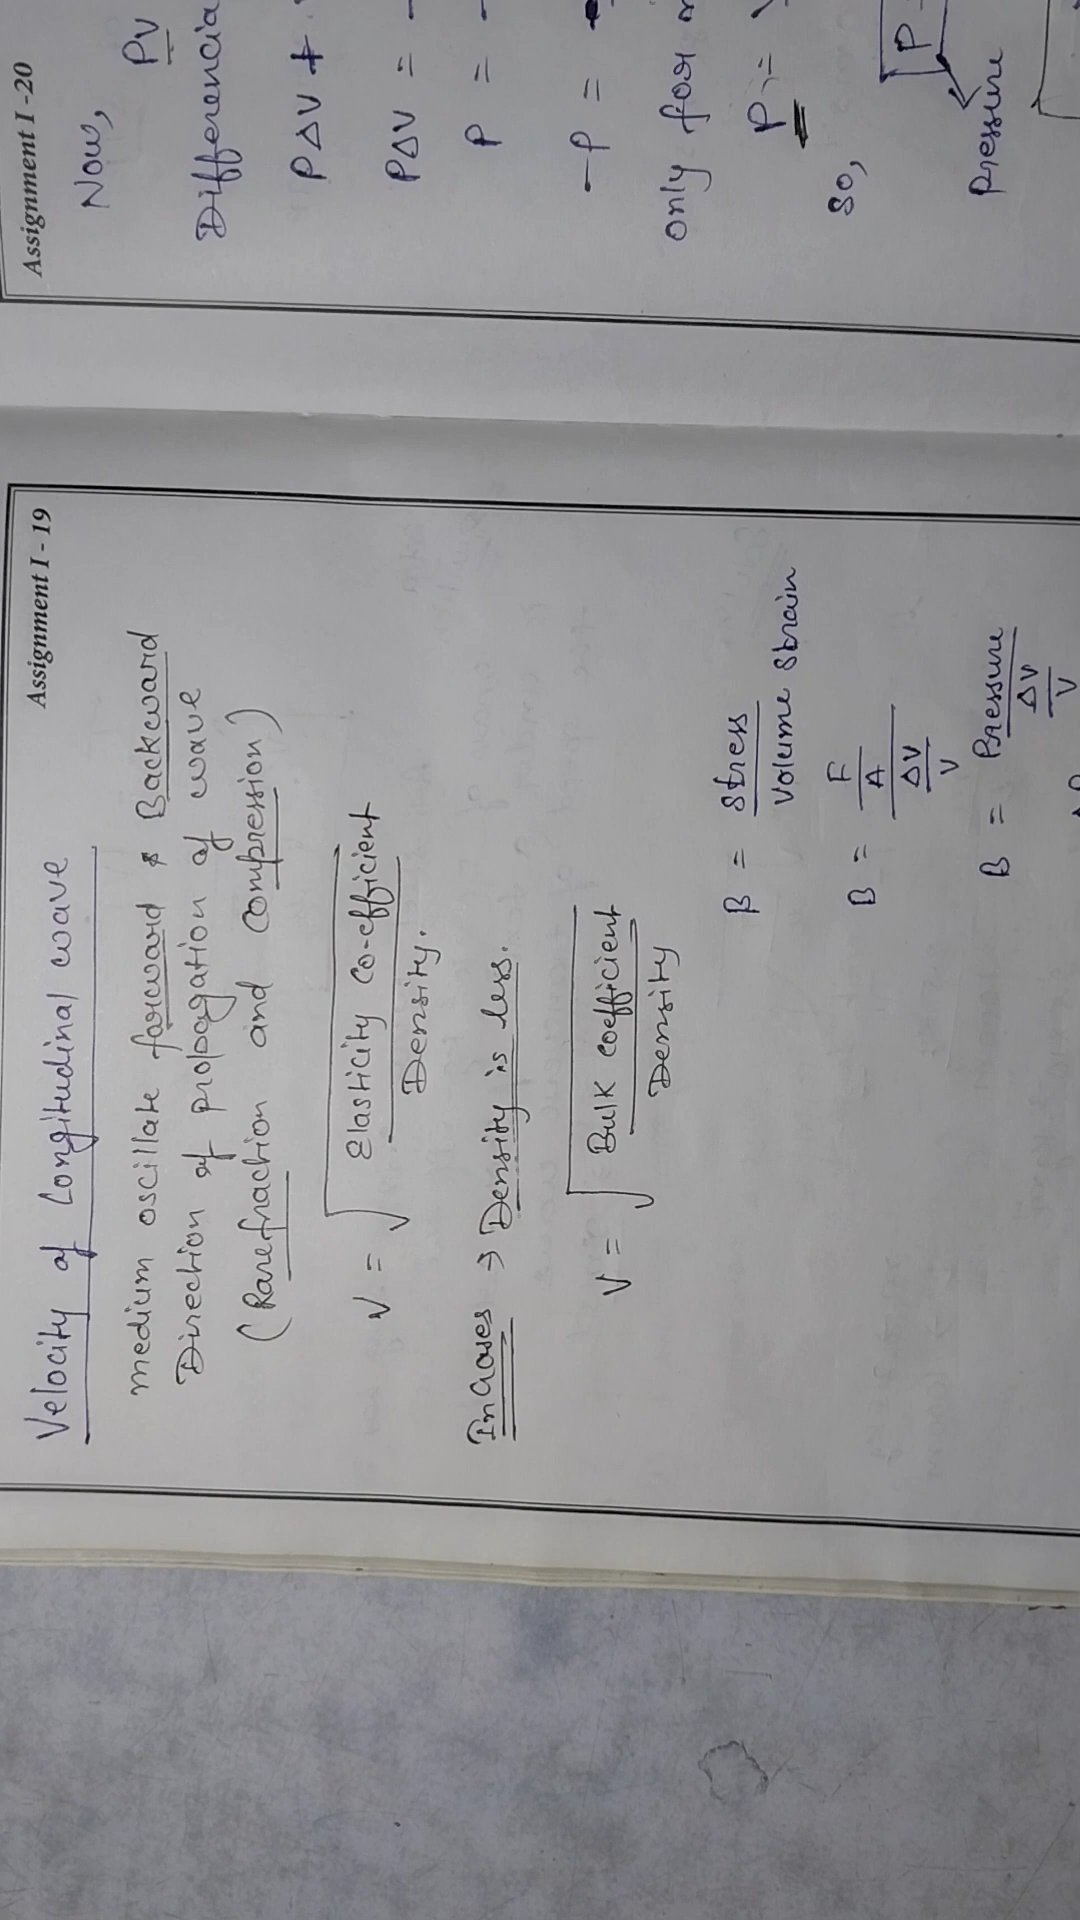 Assignment I - 19
Velocity of Longitudinal wave
medium oscillate forward & Backward
Direction of propogation of wave
(Rarefraction and compression)
V = √ Elasticity co-efficient
Density.
In Gases → Density is less.
V = √ Bulk coefficient
Density
B = Stress
Volume Strain
B = F
A
ΔV
V
B = Pressure
ΔV
V
Assignment I -20
Now, PV
PΔV +
PΔV = -
P = -
-P =
only for
P =
So,
P
Pressure